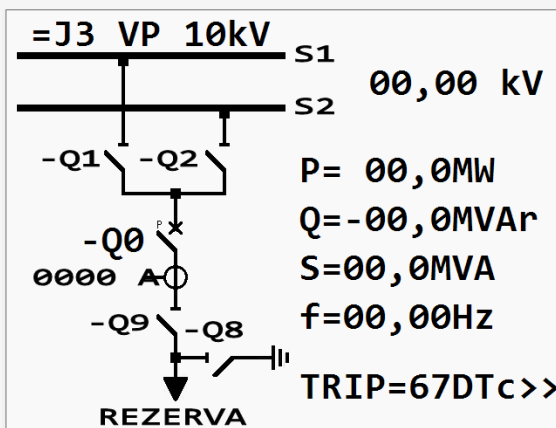 =J3 VP 10kV
S1
00,00 kV
S2
-Q1
-Q2
P= 00,0MW
P
-Q0
Q=-00,0MVAr
0000 A
S=00,0MVA
-Q9
-Q8
f=00,00Hz
TRIP=67DTc>>
REZERVA